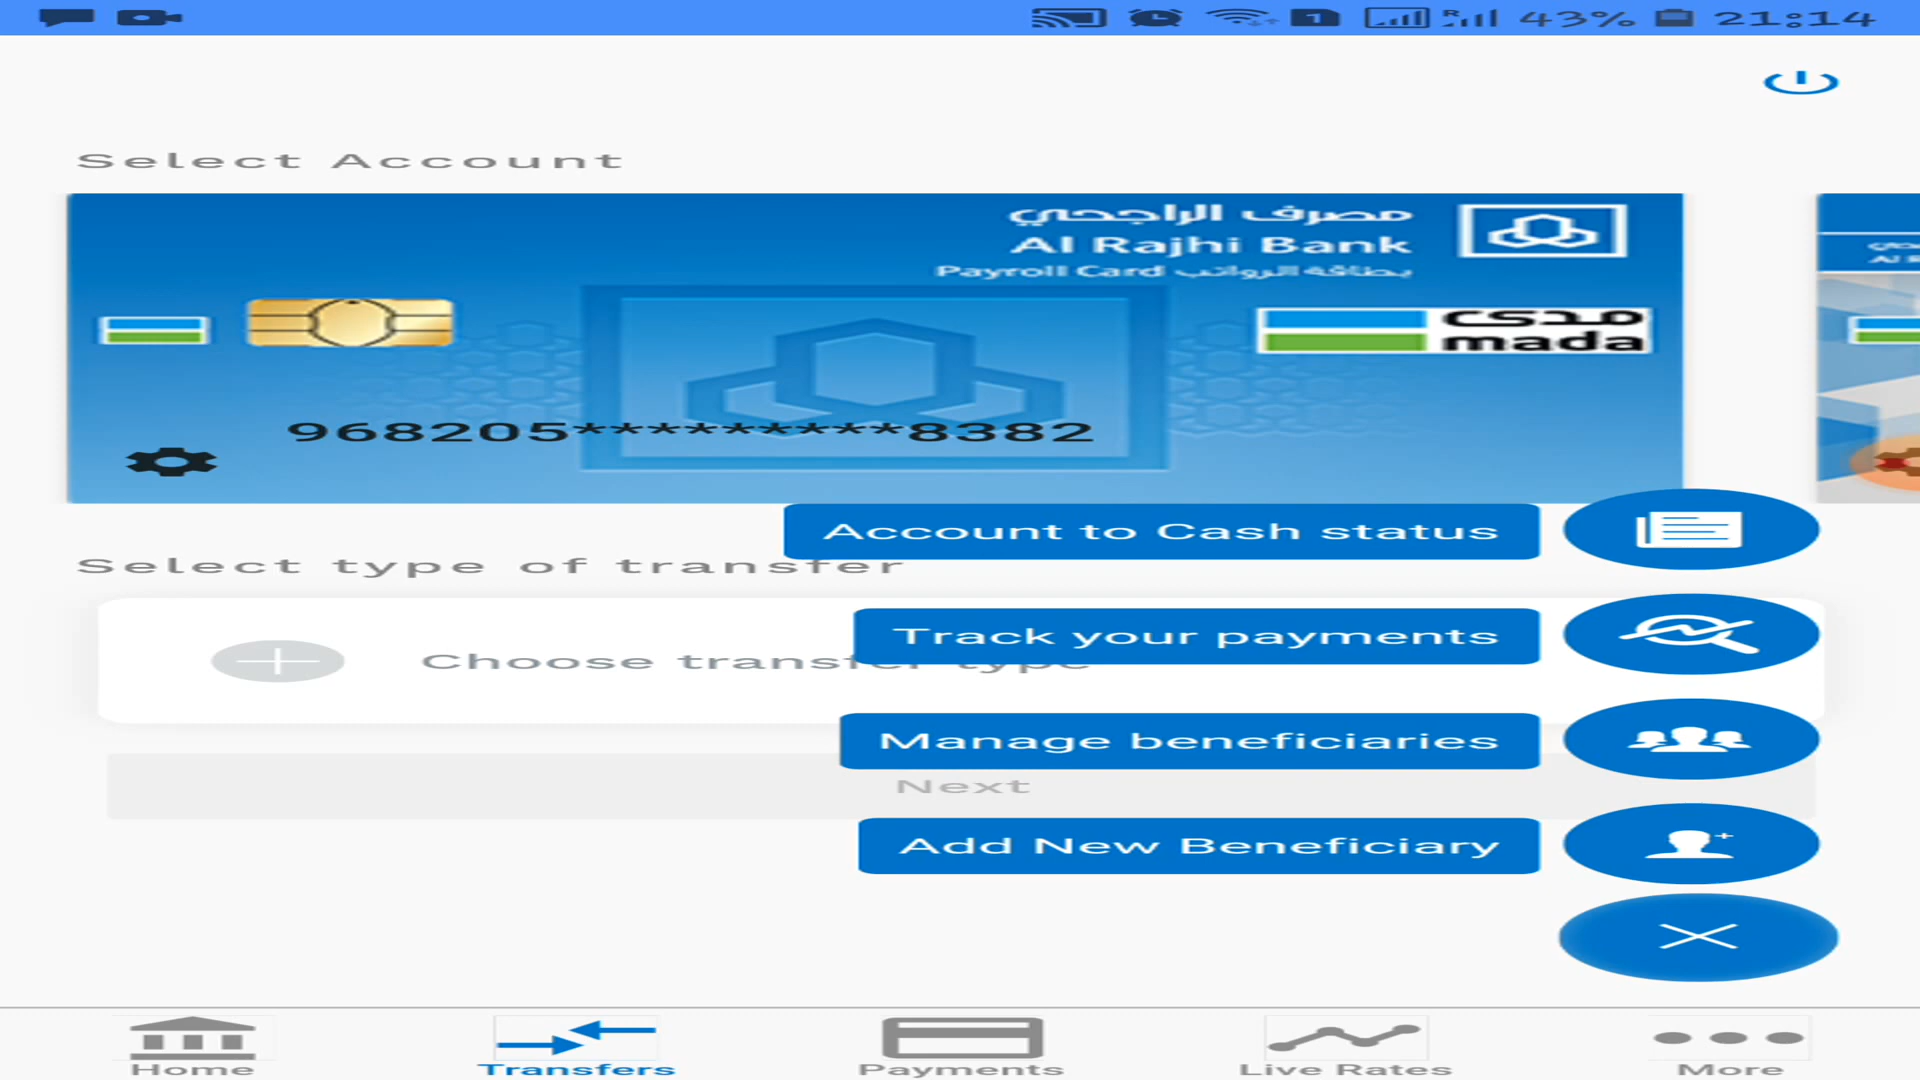 1 R 43% 21:14
Select Account
مصرف الراجحي
Al Rajhi Bank
Payroll Card بطاقة الرواتب
مدى
mada
968205*********8382
Account to Cash status
Select type of transfer
Track your payments
Choose transfer type
Manage beneficiaries
Next
Add New Beneficiary
Home Transfers Payments Live Rates More